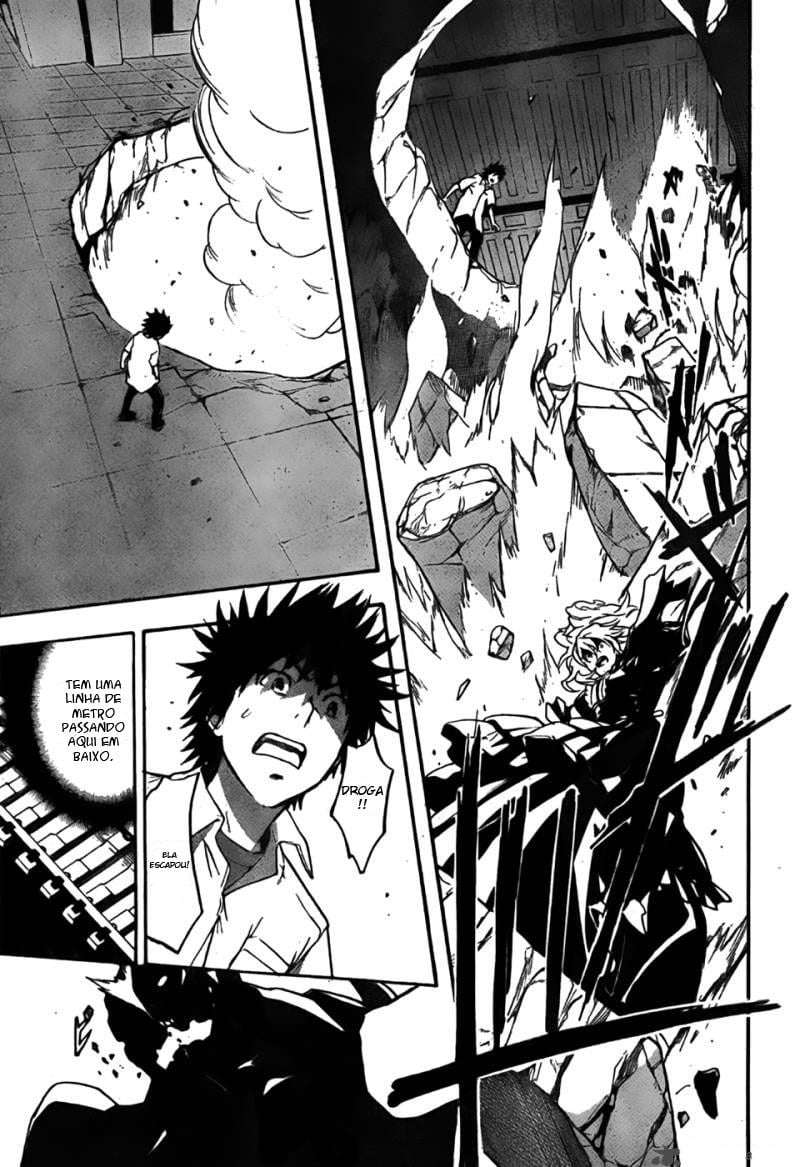 DROGA
!!
ELA
ESCAPOU!
TEM UMA
LINHA DE
METRO
PASSANDO
AQUI EM
BAIXO.